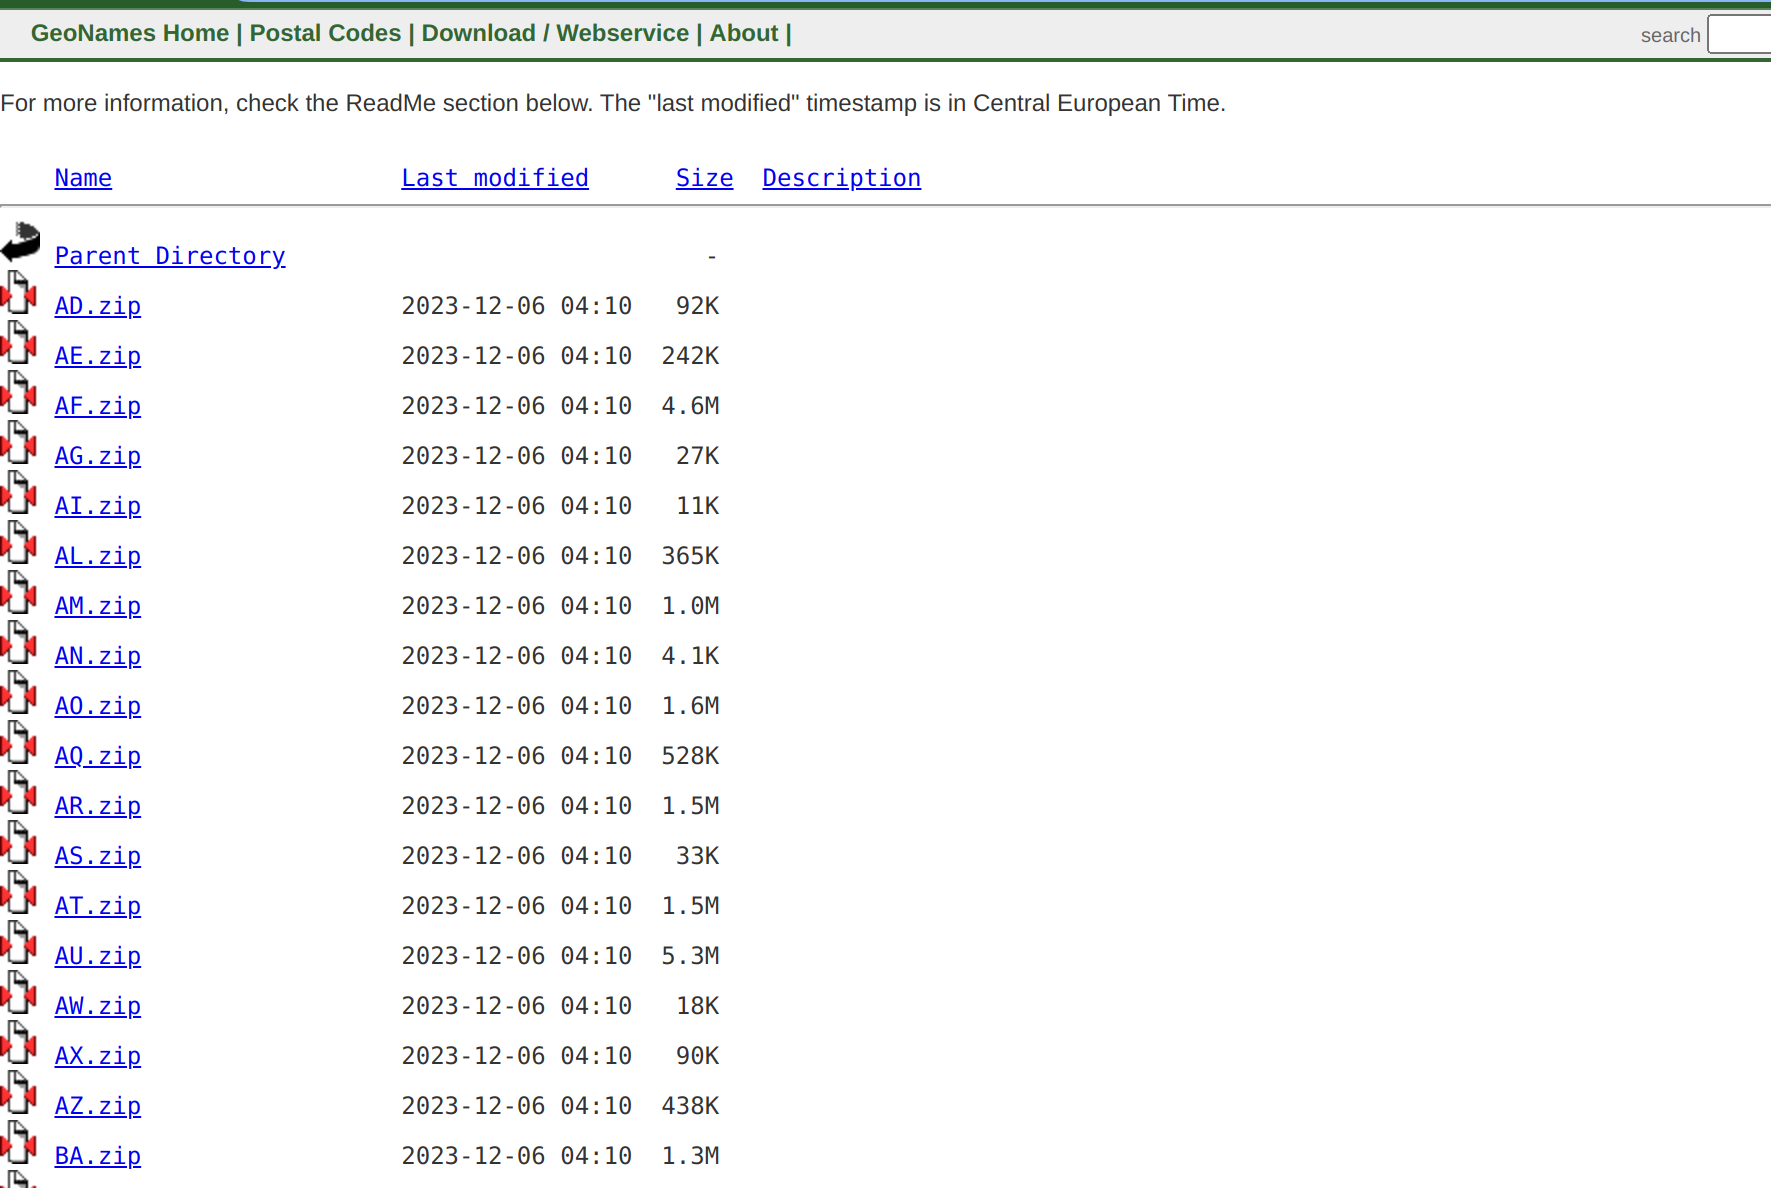 GeoNames Home | Postal Codes | Download / Webservice | About | search
For more information, check the ReadMe section below. The "last modified" timestamp is in Central European Time.
Name Last modified Size Description
Parent Directory -
AD.zip 2023-12-06 04:10 92K
AE.zip 2023-12-06 04:10 242K
AF.zip 2023-12-06 04:10 4.6M
AG.zip 2023-12-06 04:10 27K
AI.zip 2023-12-06 04:10 11K
AL.zip 2023-12-06 04:10 365K
AM.zip 2023-12-06 04:10 1.0M
AN.zip 2023-12-06 04:10 4.1K
AO.zip 2023-12-06 04:10 1.6M
AQ.zip 2023-12-06 04:10 528K
AR.zip 2023-12-06 04:10 1.5M
AS.zip 2023-12-06 04:10 33K
AT.zip 2023-12-06 04:10 1.5M
AU.zip 2023-12-06 04:10 5.3M
AW.zip 2023-12-06 04:10 18K
AX.zip 2023-12-06 04:10 90K
AZ.zip 2023-12-06 04:10 438K
BA.zip 2023-12-06 04:10 1.3M